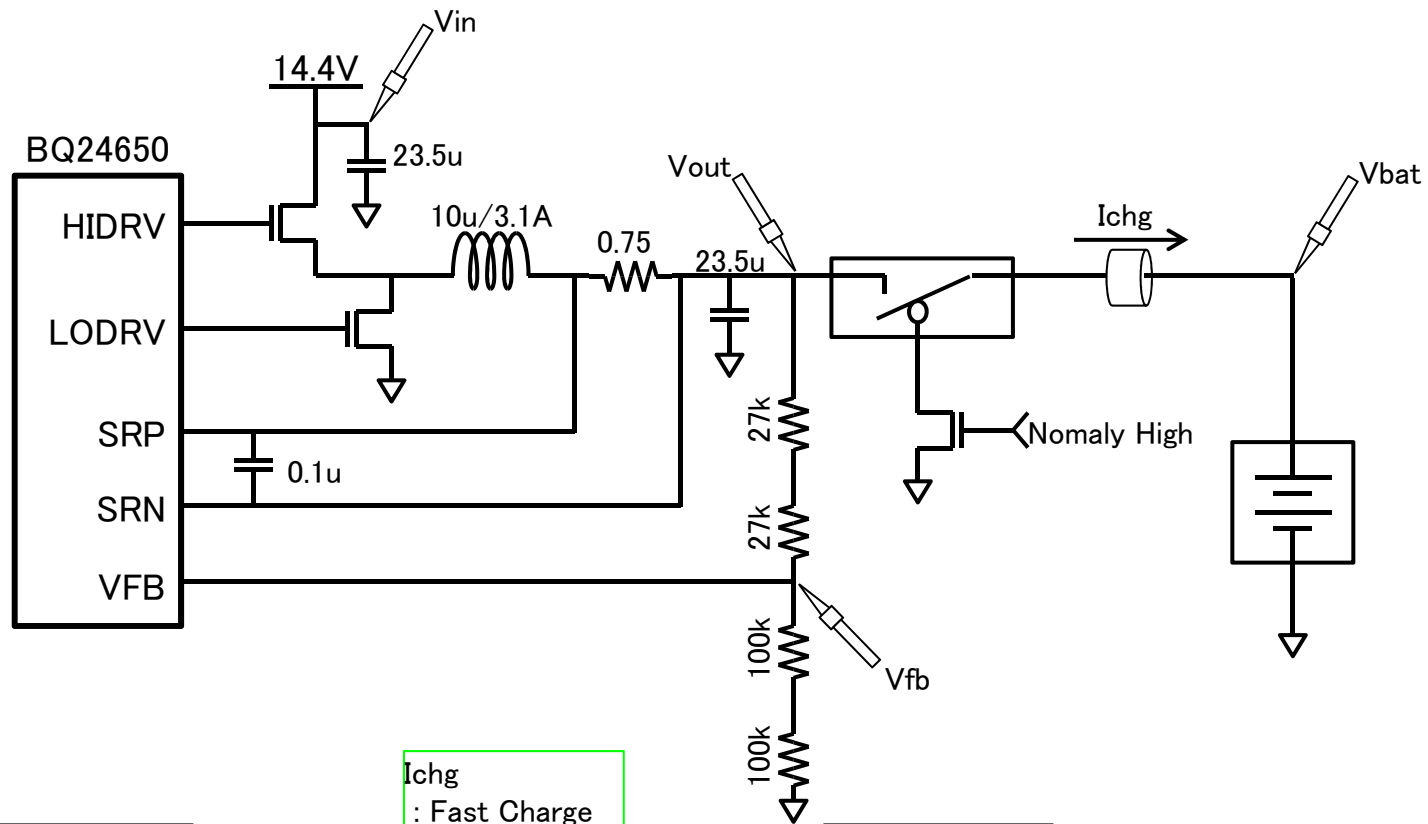 Vin
14.4V
BQ24650
23.5u
HIDRV
10u/3.1A
0.75
23.5u
Vout
Ichg
Vbat
LODRV
SRP
0.1u
SRN
27k
27k
Nomaly High
VFB
100k
Vfb
100k
Ichg
: Fast Charge